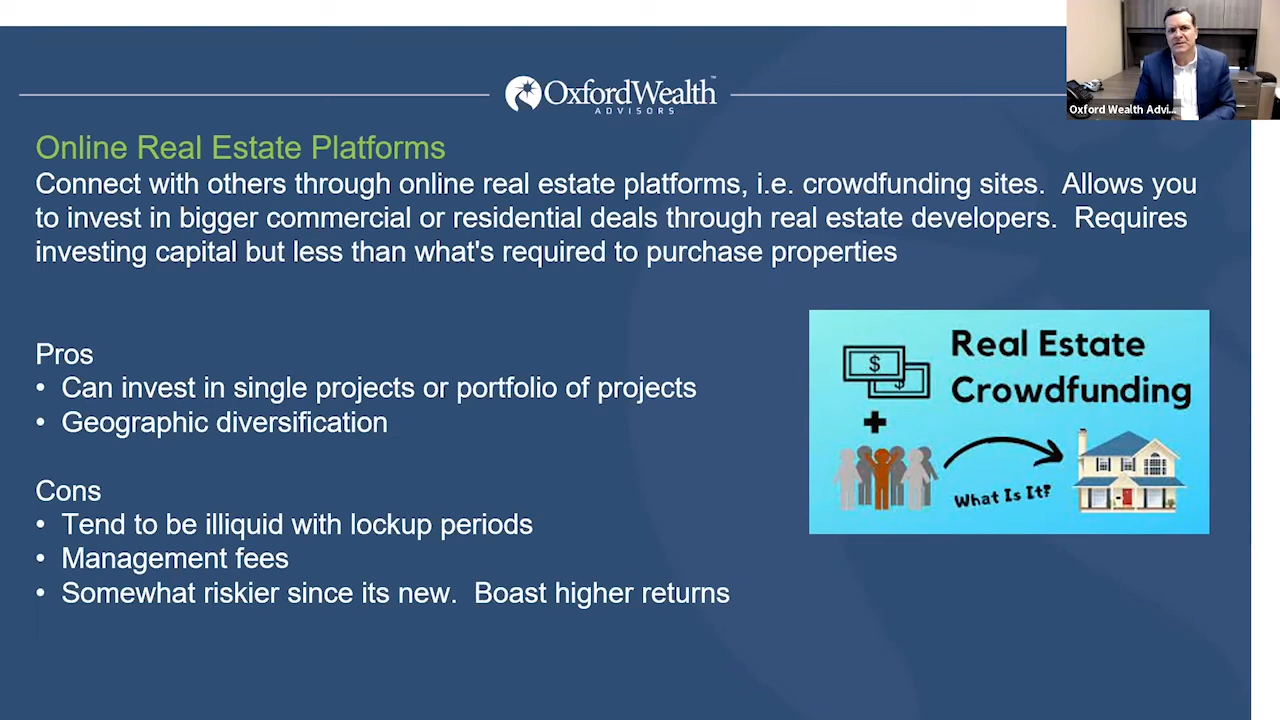 OxfordWealth™
ADVISORS
Oxford Wealth Advi...
Online Real Estate Platforms
Connect with others through online real estate platforms, i.e. crowdfunding sites.  Allows you
to invest in bigger commercial or residential deals through real estate developers.  Requires
investing capital but less than what's required to purchase properties
Pros
• Can invest in single projects or portfolio of projects
• Geographic diversification
Cons
• Tend to be illiquid with lockup periods
• Management fees
• Somewhat riskier since its new.  Boast higher returns
Real Estate
Crowdfunding
$
$
+
What Is It?